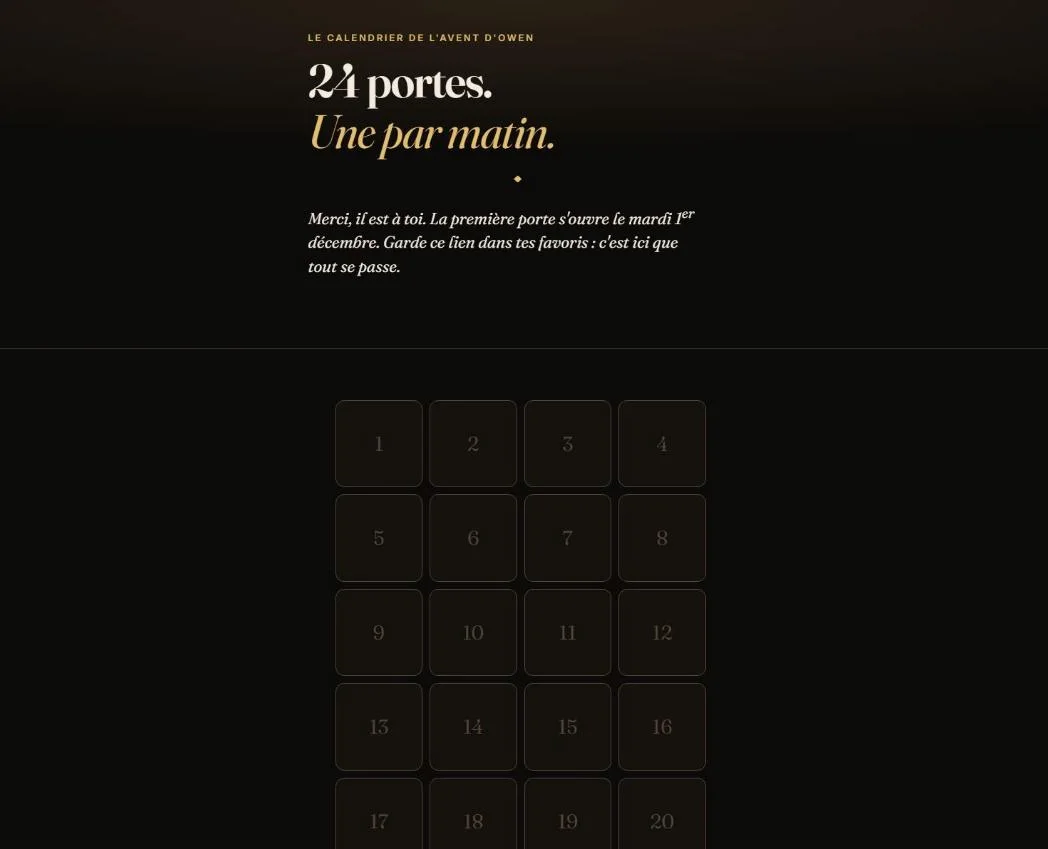 LE CALENDRIER DE L'AVENT D'OWEN
24 portes.
Une par matin.
Merci, il est à toi. La première porte s'ouvre le mardi 1er
décembre. Garde ce lien dans tes favoris : c'est ici que
tout se passe.
1 2 3 4
5 6 7 8
9 10 11 12
13 14 15 16
17 18 19 20